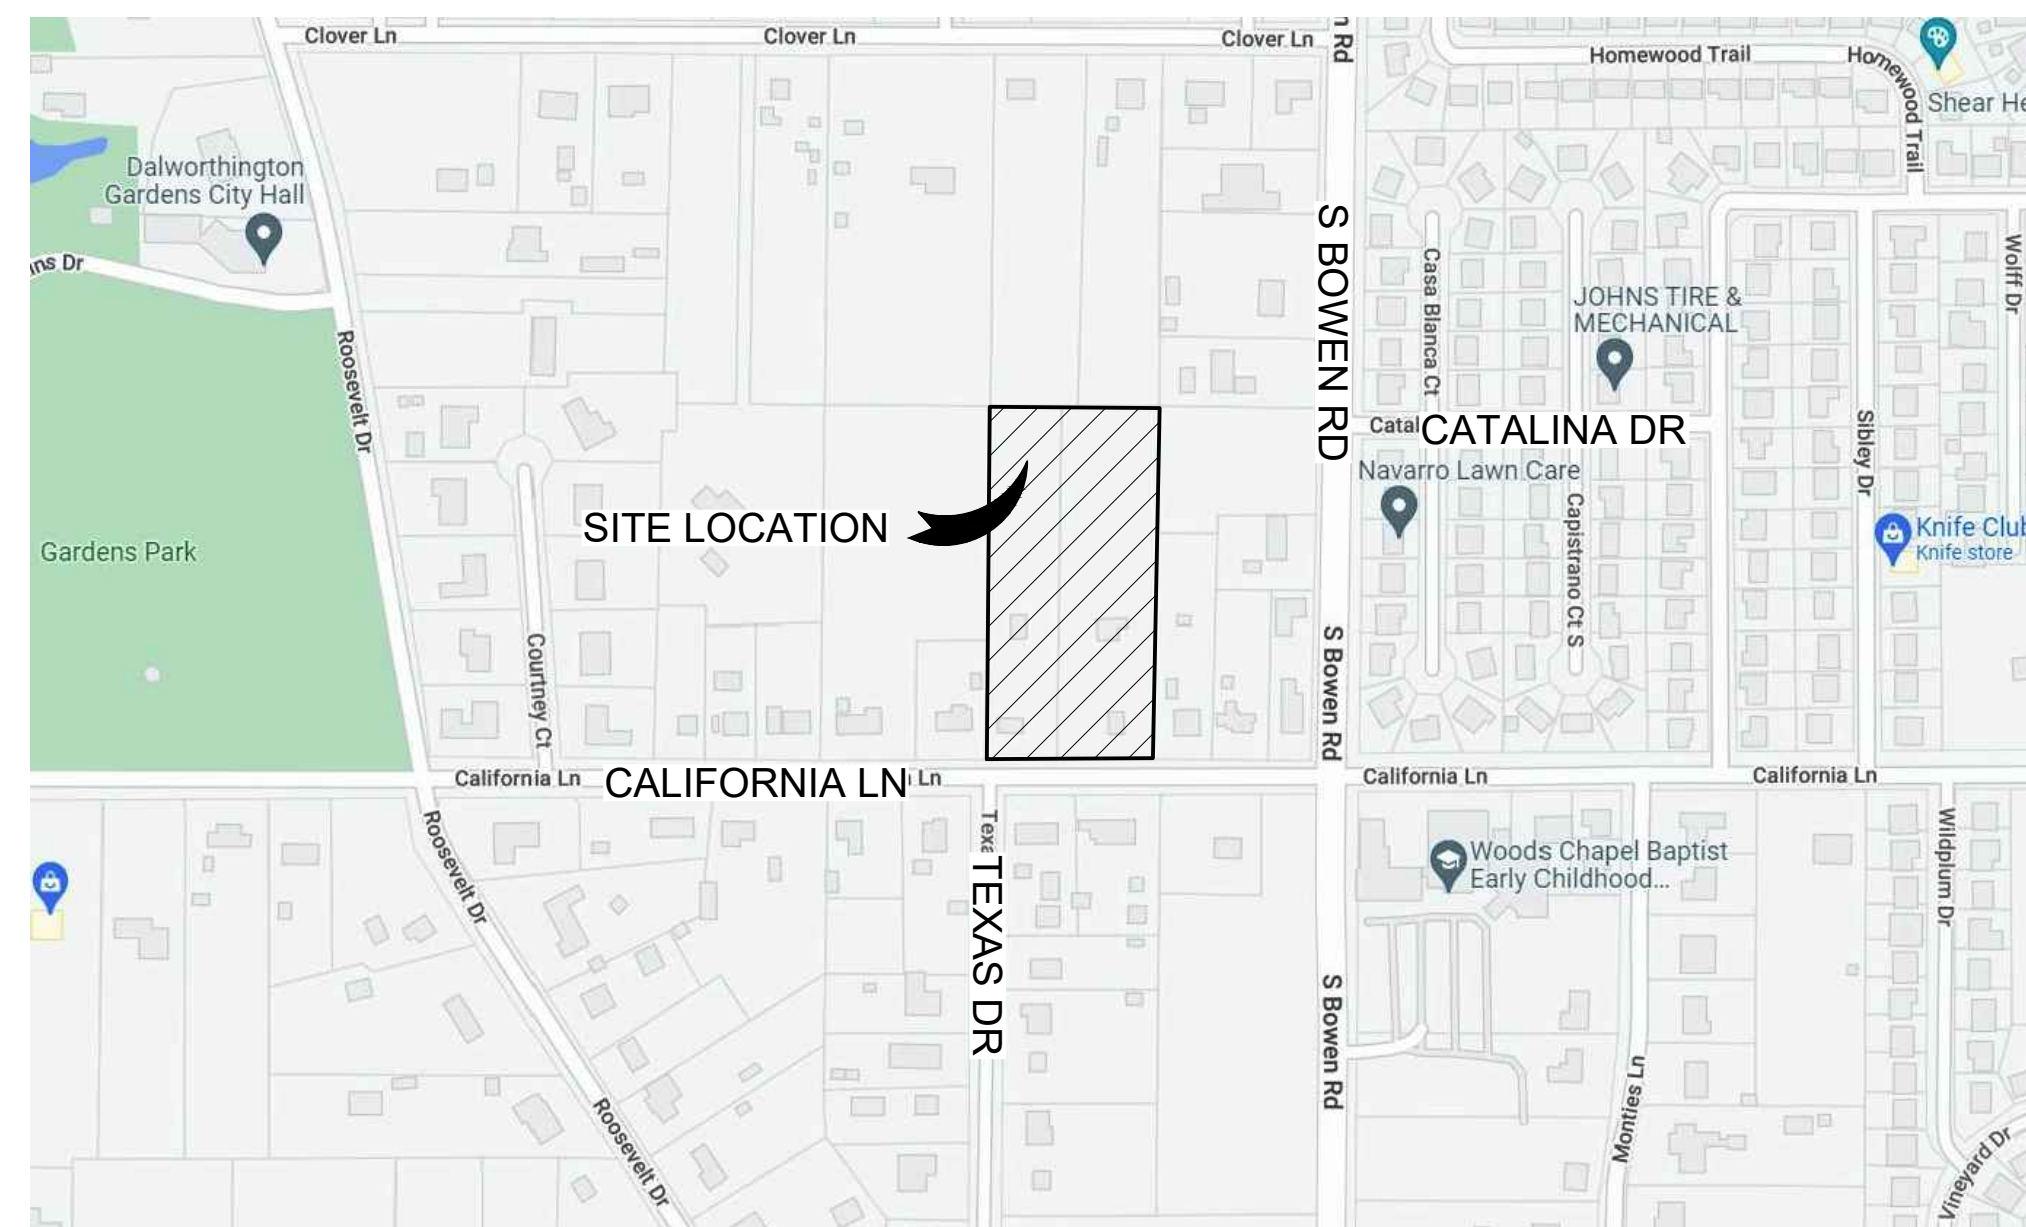 Clover Ln
Clover Ln
Clover Ln
Rd
Homewood Trail
Homewood Trail
Shear He
Dalworthington
Gardens City Hall
ns Dr
Roosevelt Dr
S BOWEN RD
Casa Blanca Ct
JOHNS TIRE &
MECHANICAL
Wolff Dr
Catal
CATALINA DR
Navarro Lawn Care
Sibley Dr
Capistrano Ct S
Knife Club
Knife store
SITE LOCATION
Gardens Park
Courtney Ct
S Bowen Rd
California Ln
CALIFORNIA LN
Ln
California Ln
California Ln
Roosevelt Dr
Texa
TEXAS DR
Woods Chapel Baptist
Early Childhood...
Wildplum Dr
S Bowen Rd
Monties Ln
Roosevelt Dr
Vineyard Dr